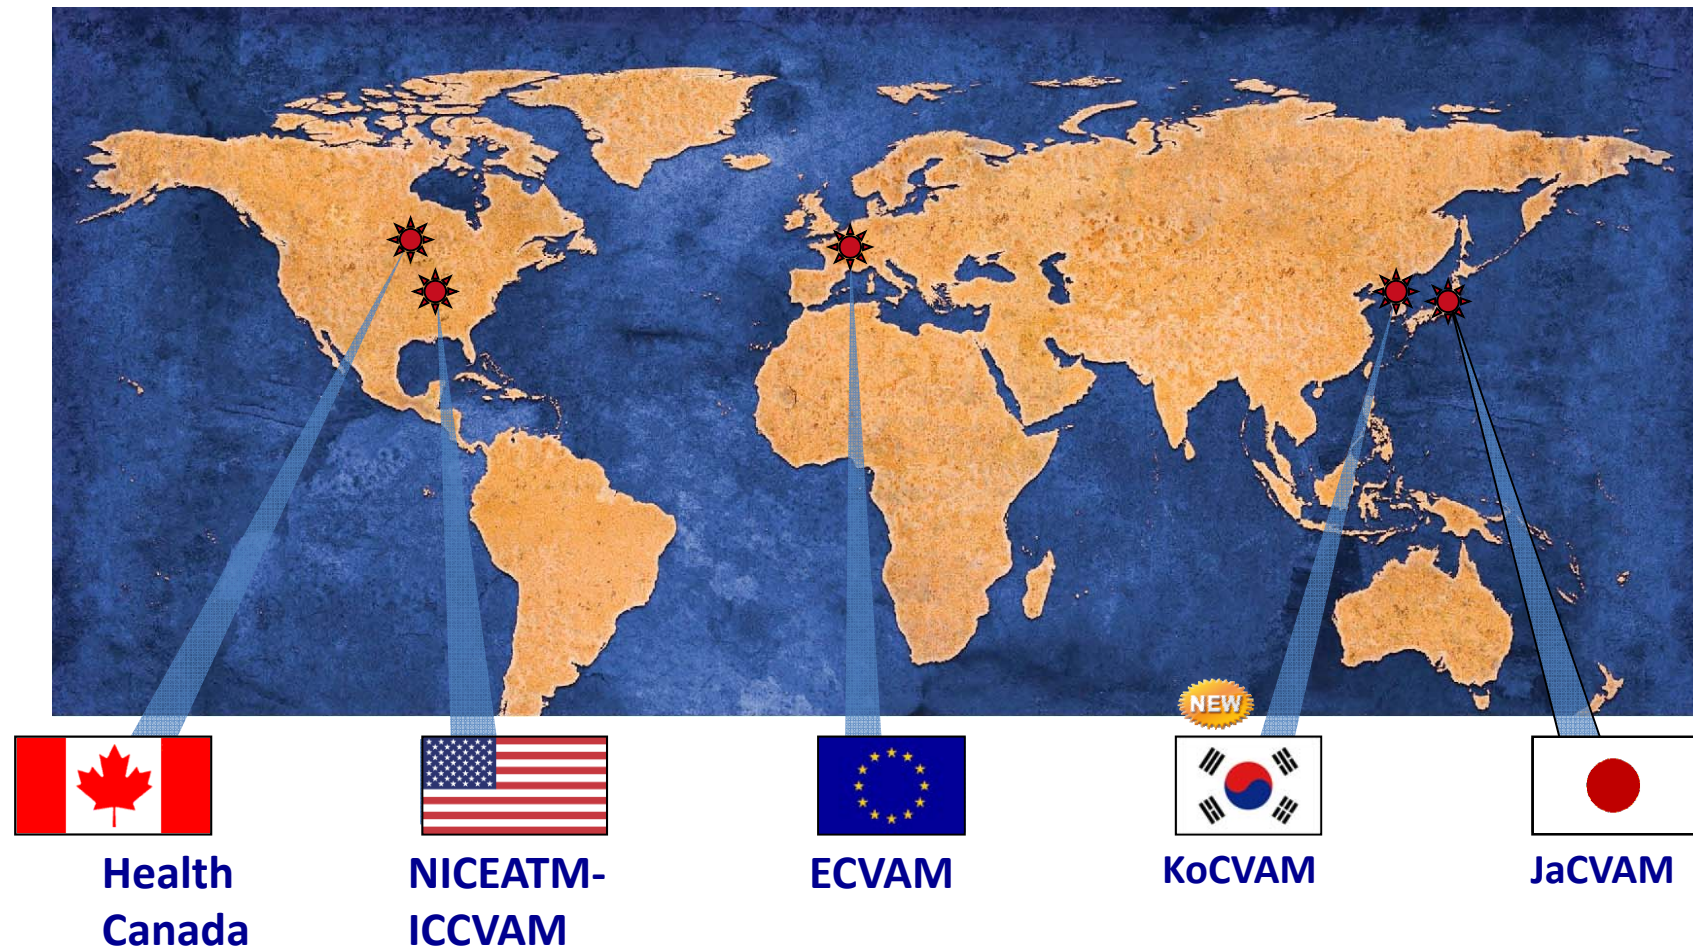 NEW
Health
Canada
NICEATM-
ICCVAM
ECVAM
KoCVAM
JaCVAM